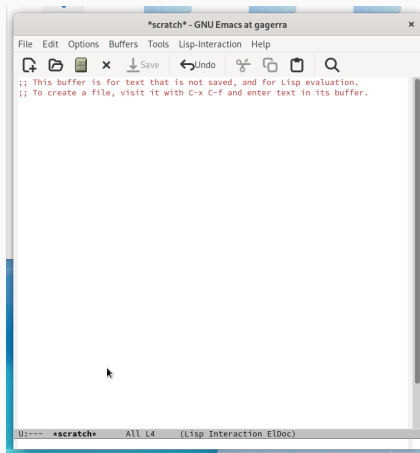 *scratch* - GNU Emacs at gagerra
File Edit Options Buffers Tools Lisp-Interaction Help
Save Undo
;; This buffer is for text that is not saved, and for Lisp evaluation.
;; To create a file, visit it with C-x C-f and enter text in its buffer.
U:--- *scratch* All L4 (Lisp Interaction ElDoc)